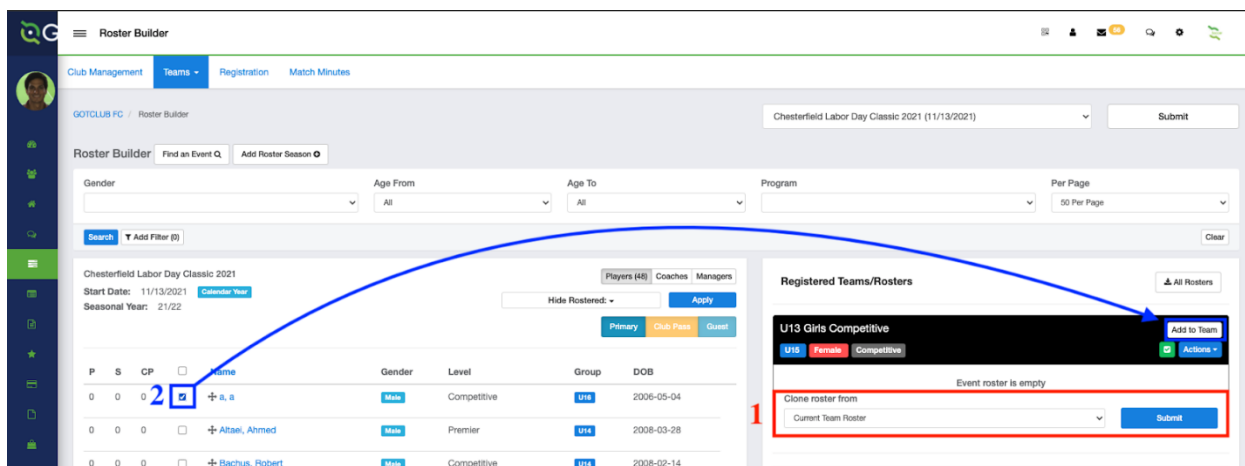 G Roster Builder
Club Management Teams Registration Match Minutes
GOTCLUB FC / Roster Builder
Chesterfield Labor Day Classic 2021 (11/13/2021) Submit
Roster Builder Find an Event Add Roster Season
Gender Age From Age To Program Per Page
All All 50 Per Page
Search Add Filter (0) Clear
Chesterfield Labor Day Classic 2021 Players (48) Coaches Managers
Start Date: 11/13/2021 Calendar Year
Seasonal Year: 21/22
Hide Rostered: Apply
Primary Club Pass Guest
Registered Teams/Rosters All Rosters
U13 Girls Competitive Add to Team
U15 Female Competitive Actions
Event roster is empty
1 Clone roster from
Current Team Roster Submit
P S CP Name Gender Level Group DOB
0 0 0 2 a, a Male Competitive U16 2006-05-04
0 0 0 Altaei, Ahmed Male Premier U14 2008-03-28
0 0 0 Bachus, Robert Male Competitive U14 2008-02-14